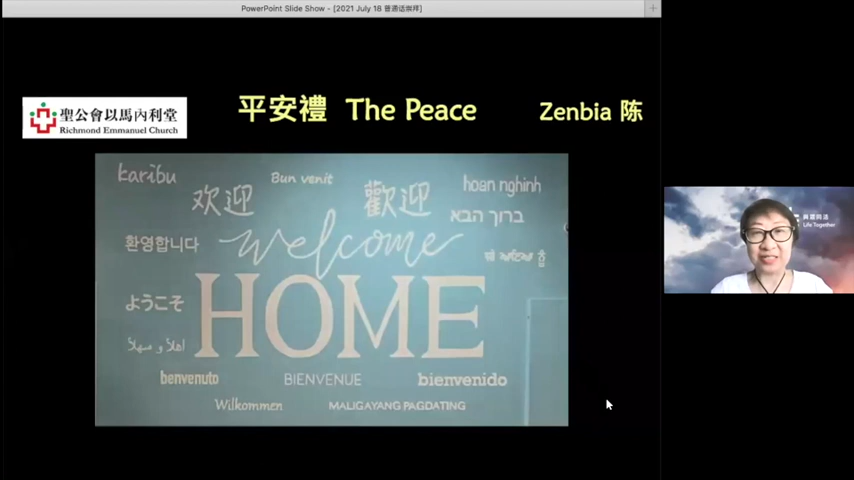 PowerPoint Slide Show - [2021 July 18 普通话崇拜]
聖公會以馬內利堂
Richmond Emmanuel Church
平安禮 The Peace
Zenbia 陈
karibu
Bun venit
hoan nghinh
欢迎
歡迎
ברוך הבא
환영합니다
welcome
HOME
ようこそ
اهلا و سهلا
benvenuto
BIENVENUE
bienvenido
Wilkommen
MALIGAYANG PAGDATING
Life Together